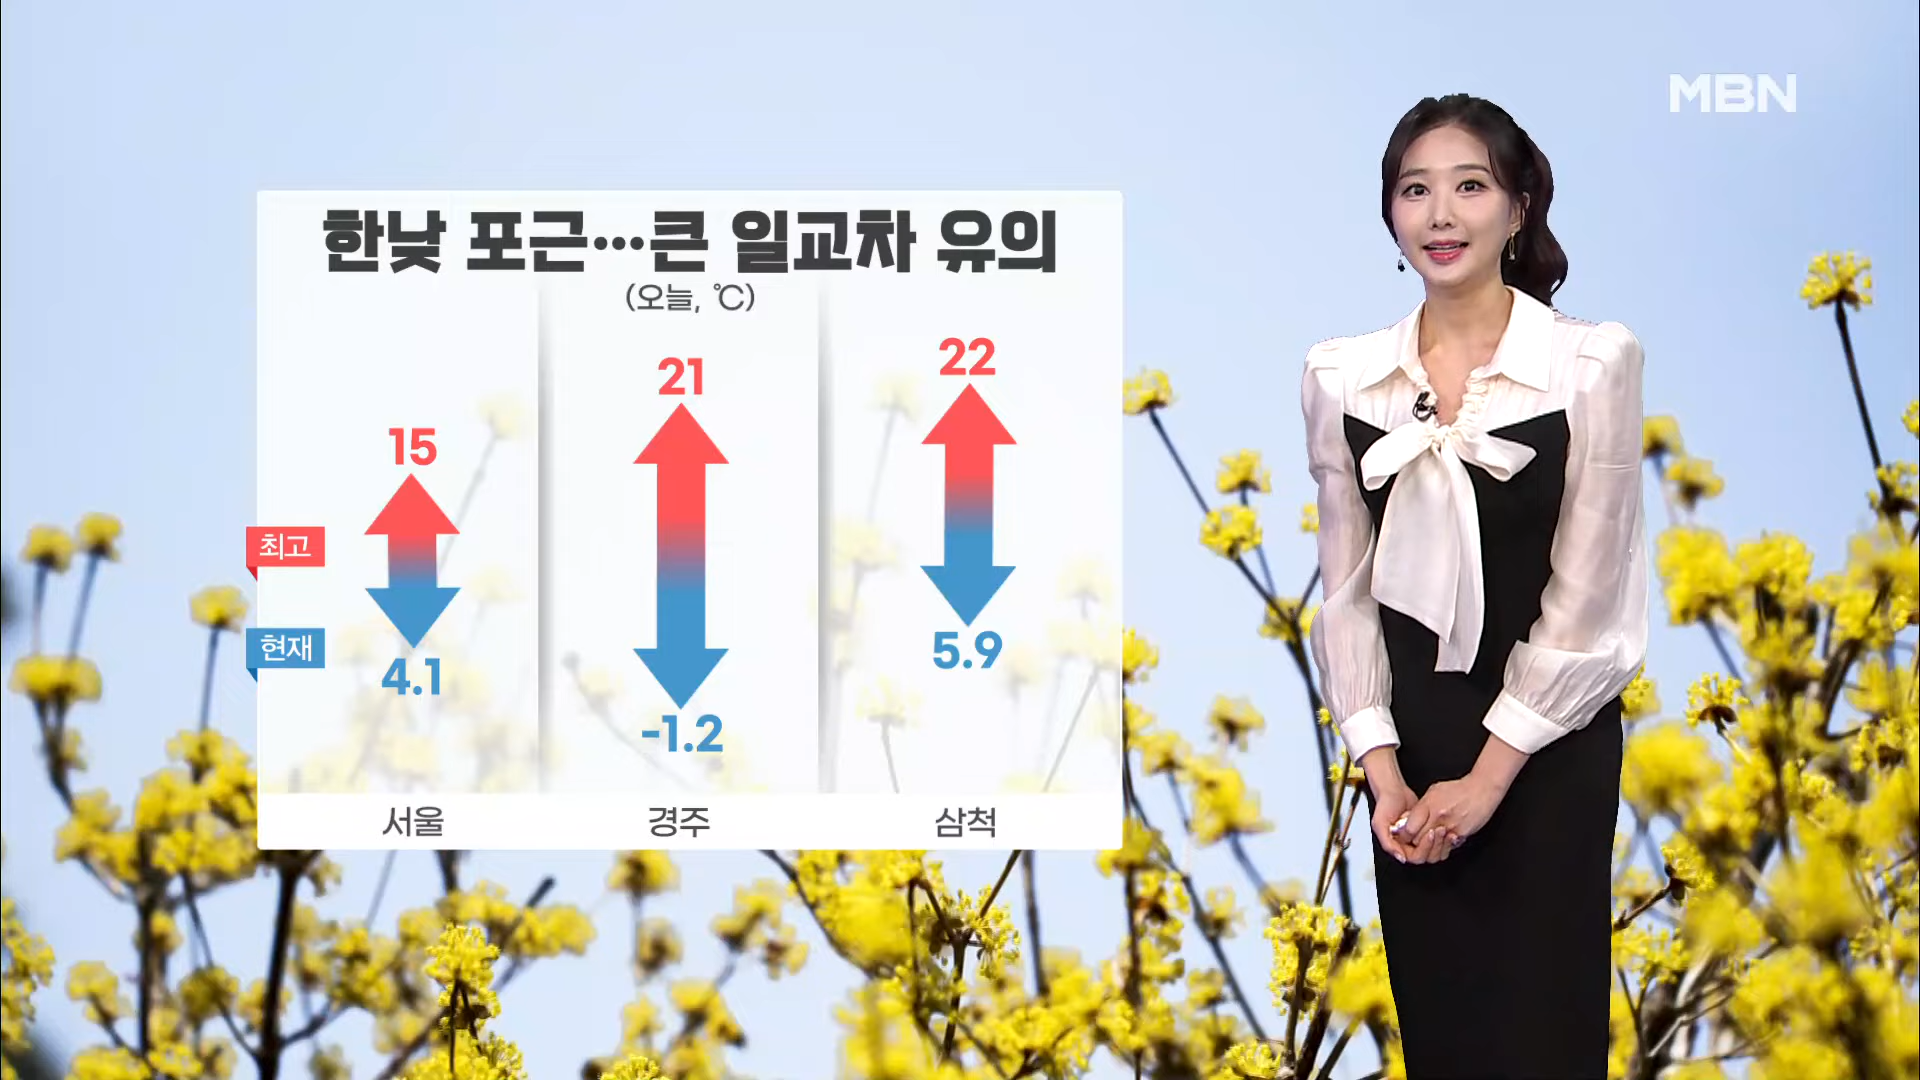 MBN
한낮 포근…큰 일교차 유의
(오늘, ℃)
15
21
22
최고
현재
4.1
-1.2
5.9
서울
경주
삼척